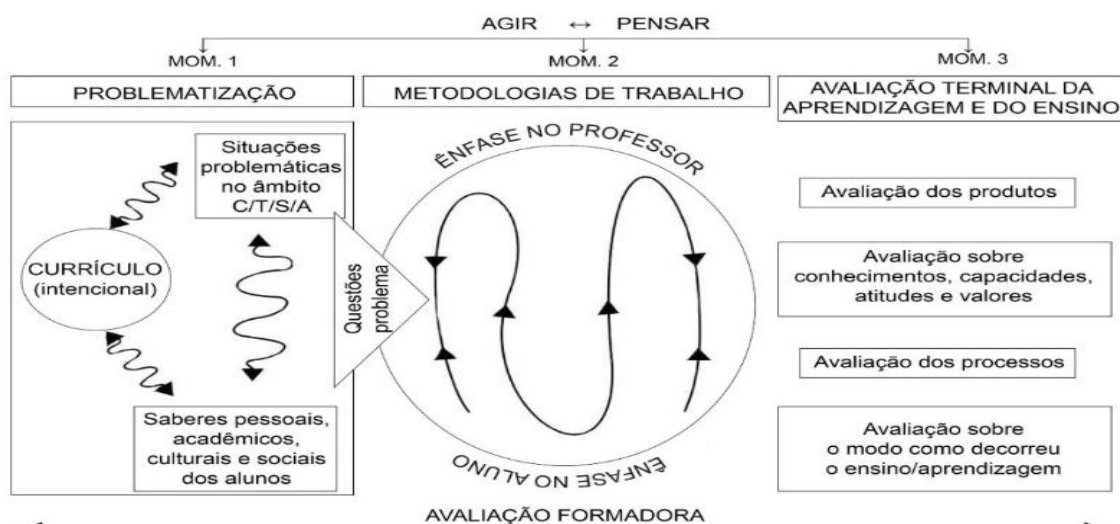 AGIR ↔ PENSAR
MOM. 1
MOM. 2
MOM. 3
PROBLEMATIZAÇÃO
METODOLOGIAS DE TRABALHO
AVALIAÇÃO TERMINAL DA
APRENDIZAGEM E DO ENSINO
Situações
problemáticas
no âmbito
C/T/S/A
CURRÍCULO
(intencional)
Saberes pessoais,
acadêmicos,
culturais e sociais
dos alunos
Questões
problema
ÊNFASE NO PROFESSOR
ÊNFASE NO ALUNO
Avaliação dos produtos
Avaliação sobre
conhecimentos, capacidades,
atitudes e valores
Avaliação dos processos
Avaliação sobre
o modo como decorreu
o ensino/aprendizagem
AVALIAÇÃO FORMADORA